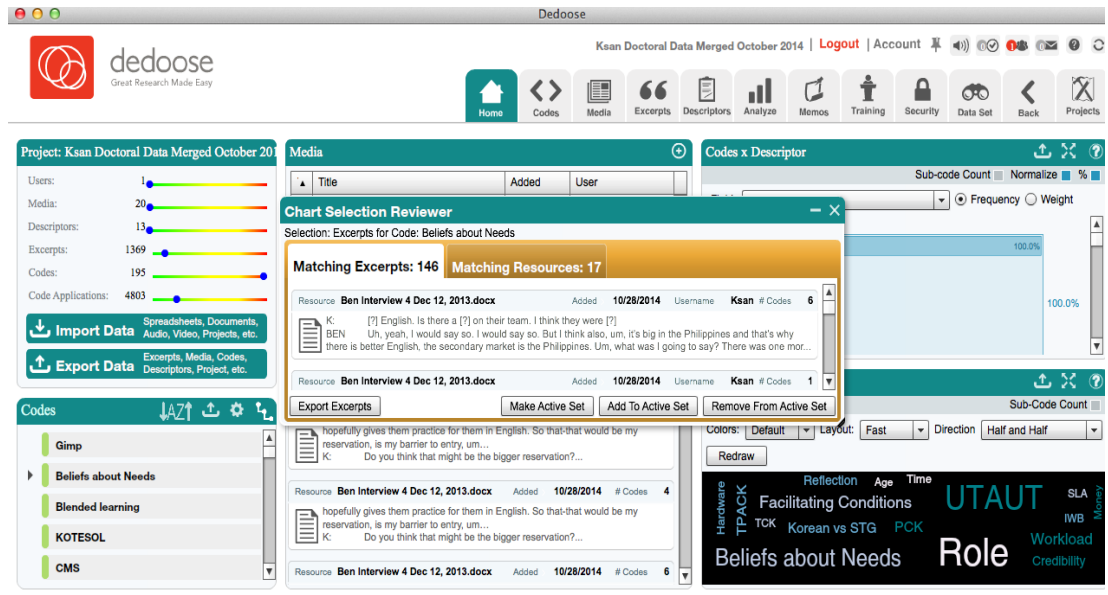 Dedoose
dedoose
Great Research Made Easy
Ksan Doctoral Data Merged October 2014 | Logout | Account
Home
Codes
Media
Excerpts
Descriptors
Analyze
Memos
Training
Security
Data Set
Back
Projects
Project: Ksan Doctoral Data Merged October 201
Users: 1
Media: 20
Descriptors: 13
Excerpts: 1369
Codes: 195
Code Applications: 4803
Import Data Spreadsheets, Documents,
Audio, Video, Projects, etc.
Export Data Excerpts, Media, Codes,
Descriptors, Project, etc.
Codes
Gimp
Beliefs about Needs
Blended learning
KOTESOL
CMS
Media
Title Added User
Chart Selection Reviewer
Selection: Excerpts for Code: Beliefs about Needs
Matching Excerpts: 146
Matching Resources: 17
Resource Ben Interview 4 Dec 12, 2013.docx Added 10/28/2014 Username Ksan # Codes 6
K: [?] English. Is there a [?] on their team. I think they were [?]
BEN Uh, yeah, I would say so. I would say so. But I think also, um, it's big in the Philippines and that's why
there is better English, the secondary market is the Philippines. Um, what was I going to say? There was one mor...
Resource Ben Interview 4 Dec 12, 2013.docx Added 10/28/2014 Username Ksan # Codes 1
Export Excerpts
Make Active Set
Add To Active Set
Remove From Active Set
hopefully gives them practice for them in English. So that-that would be my
reservation, is my barrier to entry, um...
K: Do you think that might be the bigger reservation?...
Resource Ben Interview 4 Dec 12, 2013.docx Added 10/28/2014 # Codes 4
hopefully gives them practice for them in English. So that-that would be my
reservation, is my barrier to entry, um...
K: Do you think that might be the bigger reservation?...
Resource Ben Interview 4 Dec 12, 2013.docx Added 10/28/2014 # Codes 6
Codes x Descriptor
Sub-code Count Normalize %
Frequency Weight
100.0%
100.0%
Sub-Code Count
Colors: Default Layout: Fast Direction Half and Half
Redraw
Hardware
TPACK
Reflection
Age
Time
Facilitating Conditions
UTAUT
SLA
Money
TCK
Korean vs STG
PCK
IWB
Workload
Beliefs about Needs
Role
Credibility